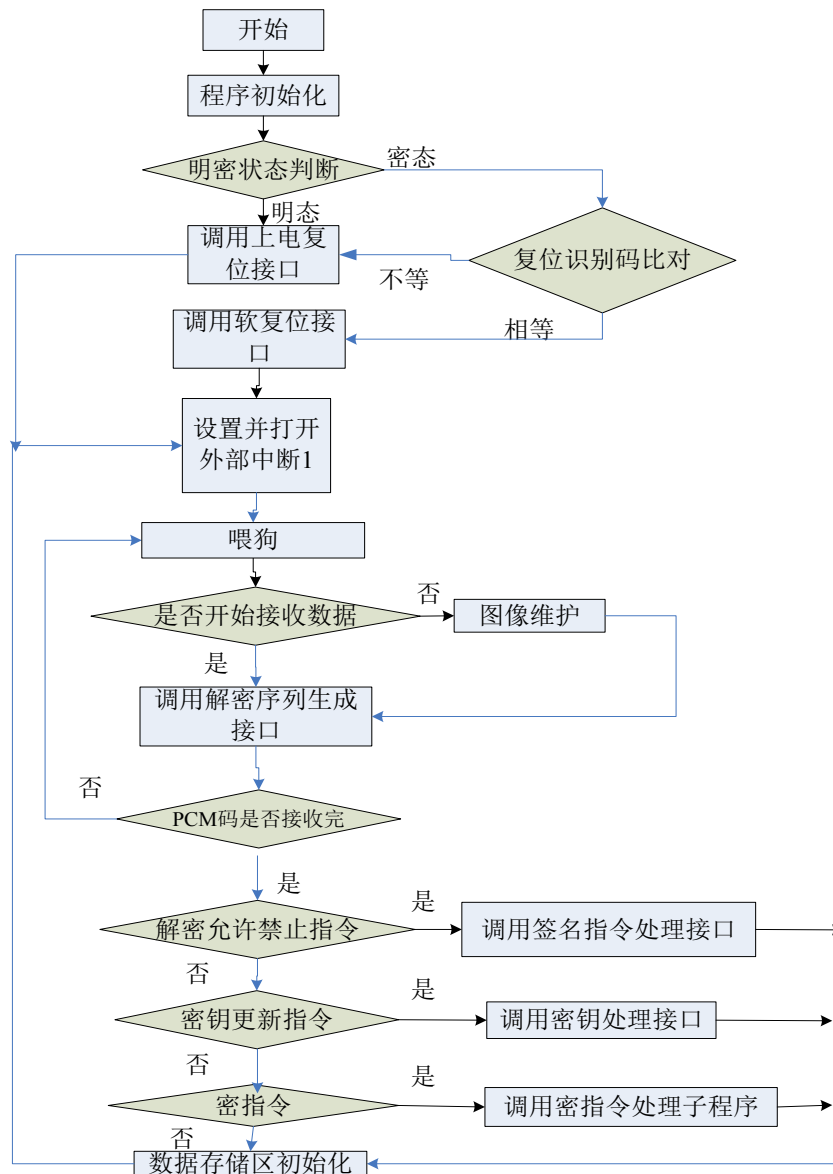 开始
程序初始化
明密状态判断
密态
明态
调用上电复
位接口
复位识别码比对
不等
调用软复位接
口
相等
设置并打开
外部中断1
喂狗
是否开始接收数据
否
图像维护
是
调用解密序列生成
接口
否
PCM码是否接收完
是
解密允许禁止指令
是
调用签名指令处理接口
否
密钥更新指令
是
调用密钥处理接口
否
密指令
是
调用密指令处理子程序
否
数据存储区初始化